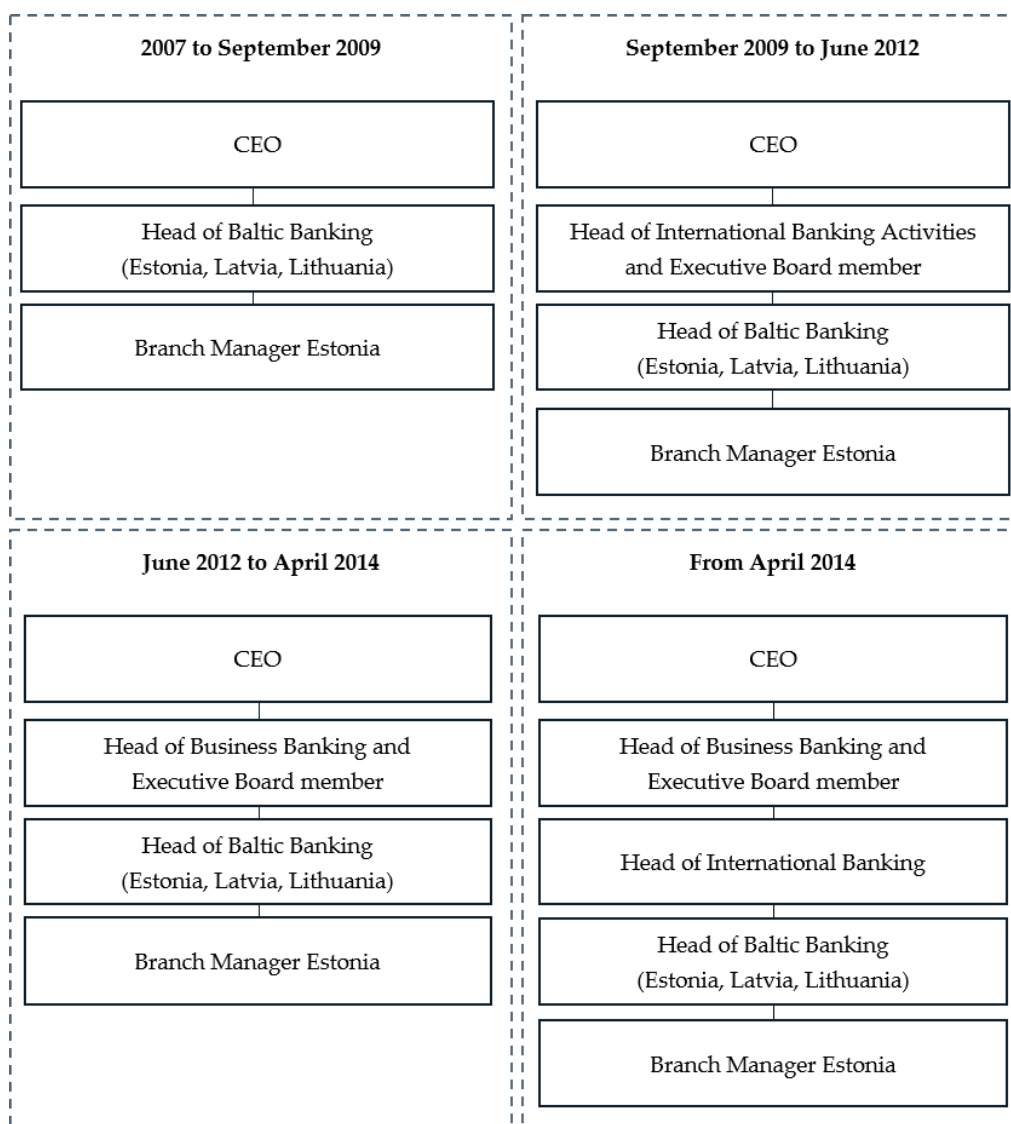 2007 to September 2009
CEO
Head of Baltic Banking
(Estonia, Latvia, Lithuania)
Branch Manager Estonia
September 2009 to June 2012
CEO
Head of International Banking Activities
and Executive Board member
Head of Baltic Banking
(Estonia, Latvia, Lithuania)
Branch Manager Estonia
June 2012 to April 2014
CEO
Head of Business Banking and
Executive Board member
Head of Baltic Banking
(Estonia, Latvia, Lithuania)
Branch Manager Estonia
From April 2014
CEO
Head of Business Banking and
Executive Board member
Head of International Banking
Head of Baltic Banking
(Estonia, Latvia, Lithuania)
Branch Manager Estonia